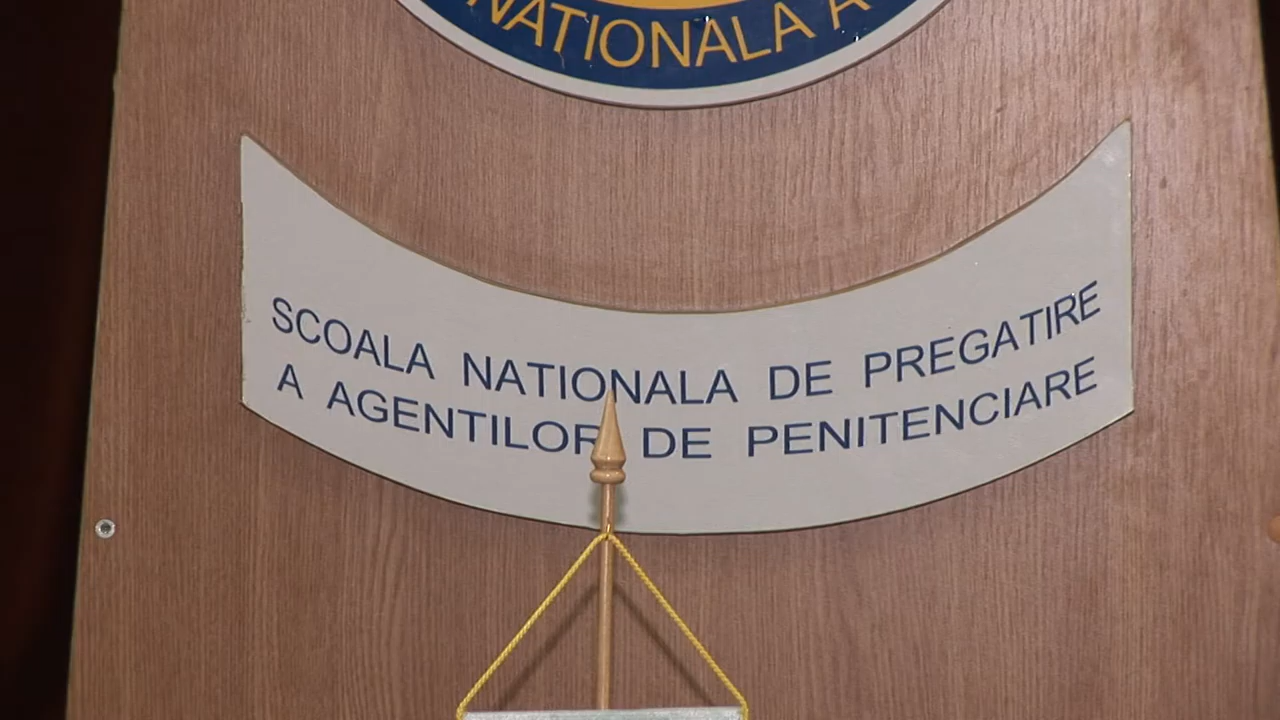 NATIONALA A
SCOALA NATIONALA DE PREGATIRE
A AGENTILOR DE PENITENCIARE